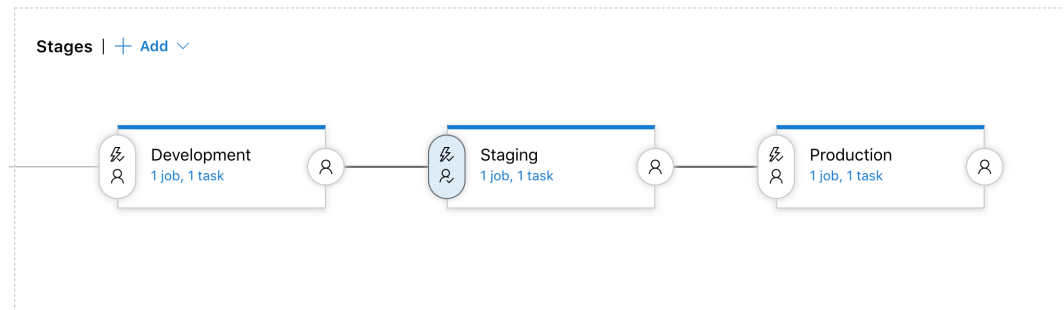 Stages | + Add
Development
1 job, 1 task
Staging
1 job, 1 task
Production
1 job, 1 task